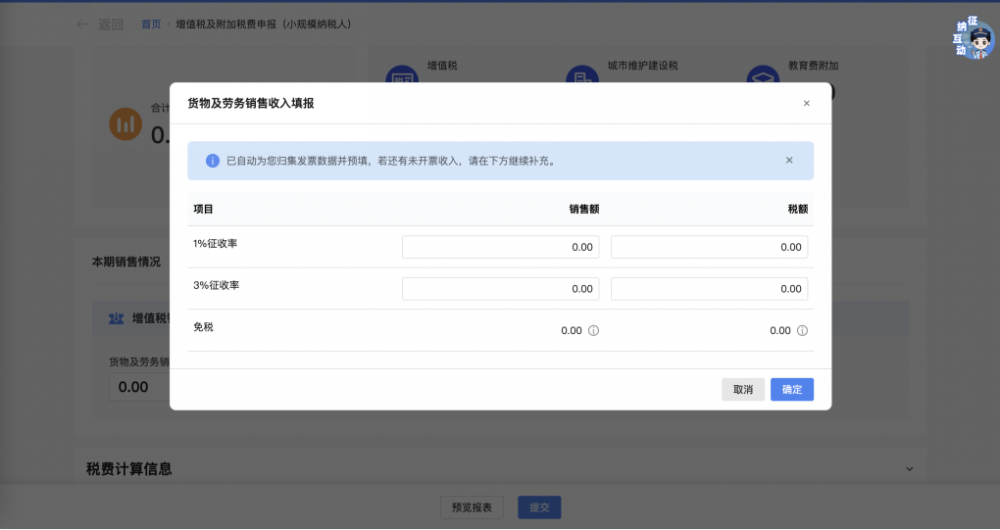 返回 首页 › 增值税及附加税费申报（小规模纳税人）
征纳互动
增值税 城市维护建设税 教育费附加
合计
0.
货物及劳务销售收入填报
已自动为您归集发票数据并预填，若还有未开票收入，请在下方继续补充。
项目 销售额 税额
1%征收率 0.00 0.00
3%征收率 0.00 0.00
免税 0.00 0.00
取消 确定
本期销售情况
增值税
货物及劳务销
0.00
税费计算信息
预览报表 提交